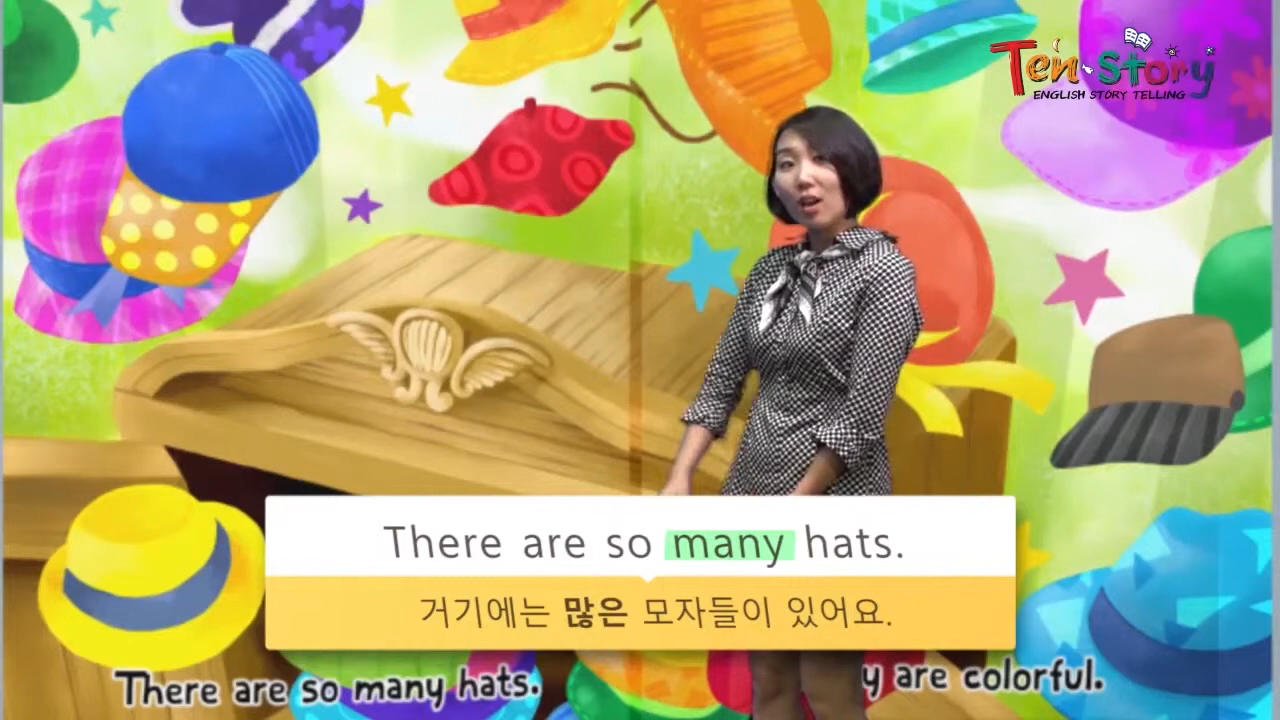 Ten Story
ENGLISH STORY TELLING
There are so many hats.
거기에는 많은 모자들이 있어요.
There are so many hats.
y are colorful.